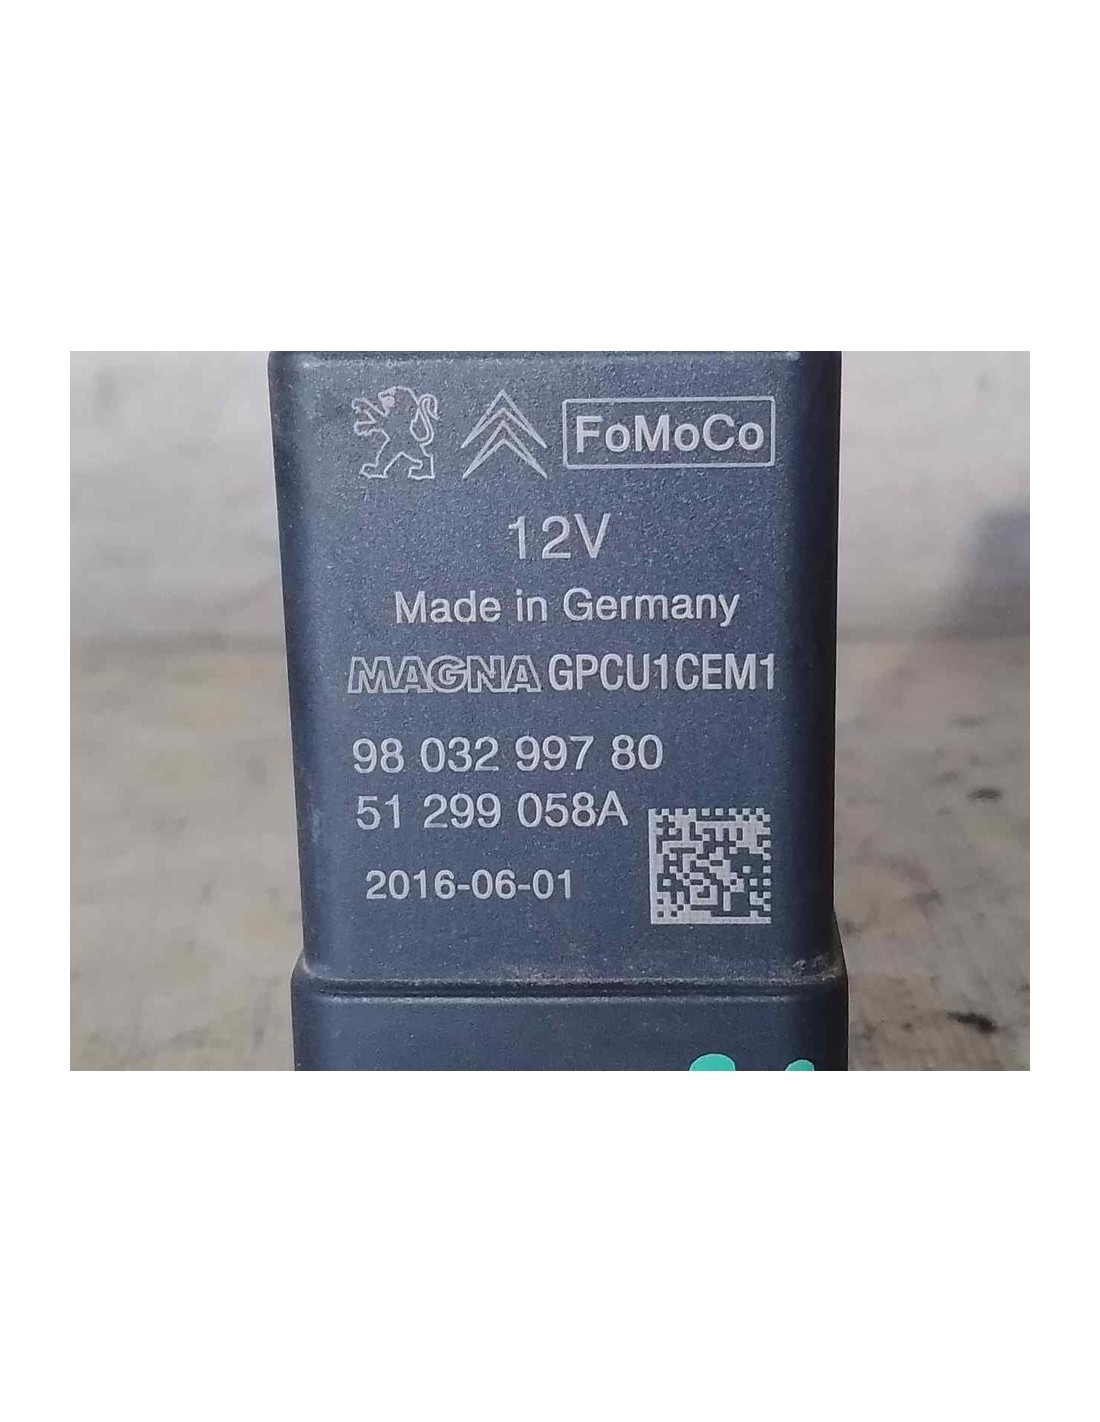 FoMoCo
12V
Made in Germany
MAGNA GPCU1CEM1
98 032 997 80
51 299 058A
2016-06-01